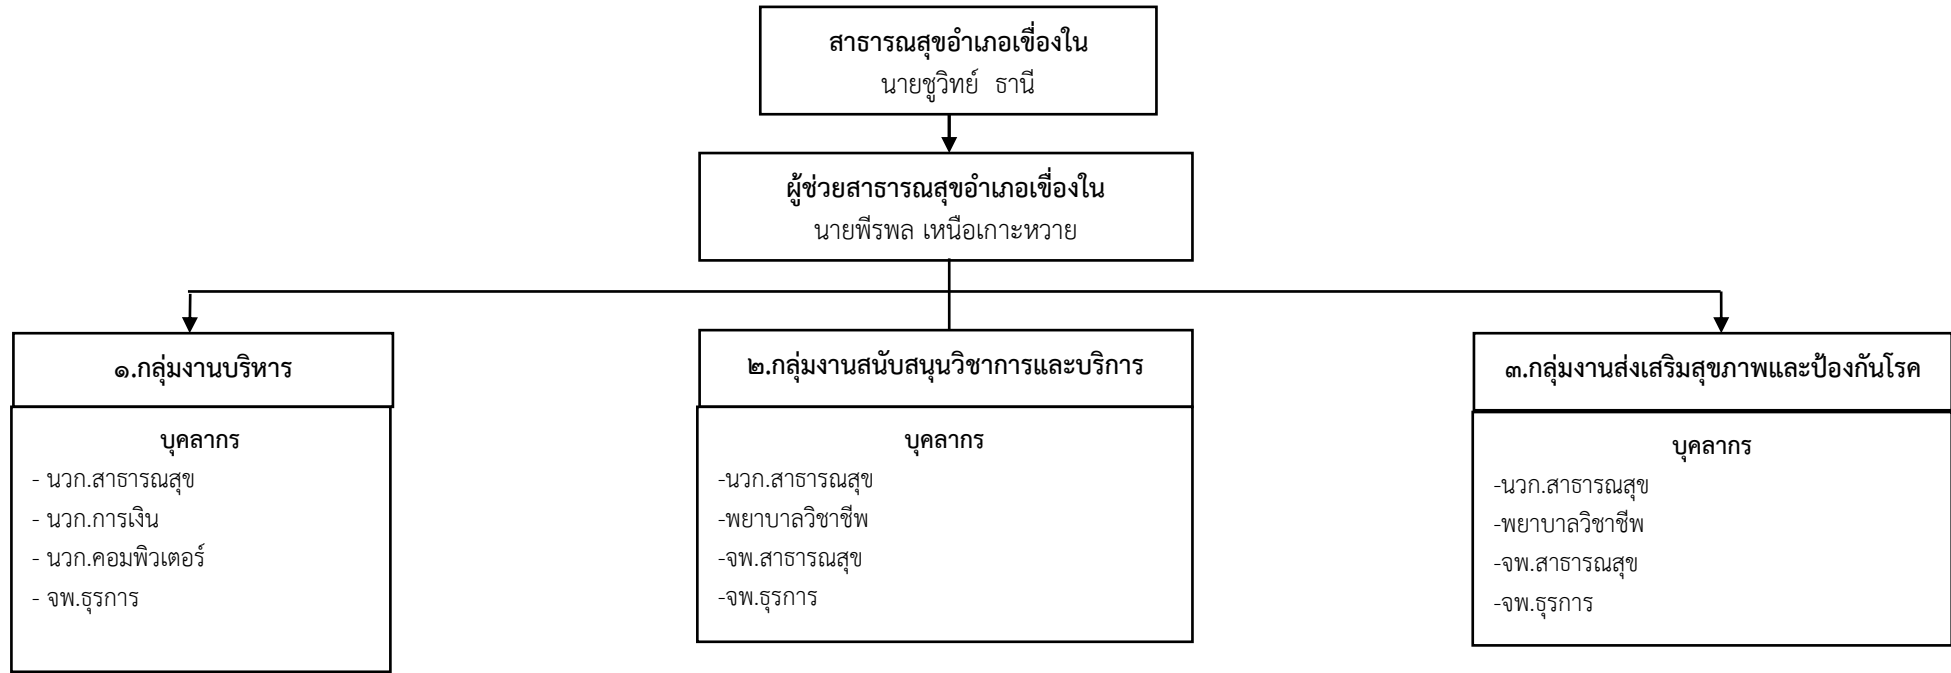 สาธารณสุขอำเภอเขื่องใน
นายชูวิทย์ ธานี
ผู้ช่วยสาธารณสุขอำเภอเขื่องใน
นายพีรพล เหนือเกาะหวาย
๑.กลุ่มงานบริหาร
บุคลากร
- นวก.สาธารณสุข
- นวก.การเงิน
- นวก.คอมพิวเตอร์
- จพ.ธุรการ
๒.กลุ่มงานสนับสนุนวิชาการและบริการ
บุคลากร
-นวก.สาธารณสุข
-พยาบาลวิชาชีพ
-จพ.สาธารณสุข
-จพ.ธุรการ
๓.กลุ่มงานส่งเสริมสุขภาพและป้องกันโรค
บุคลากร
-นวก.สาธารณสุข
-พยาบาลวิชาชีพ
-จพ.สาธารณสุข
-จพ.ธุรการ